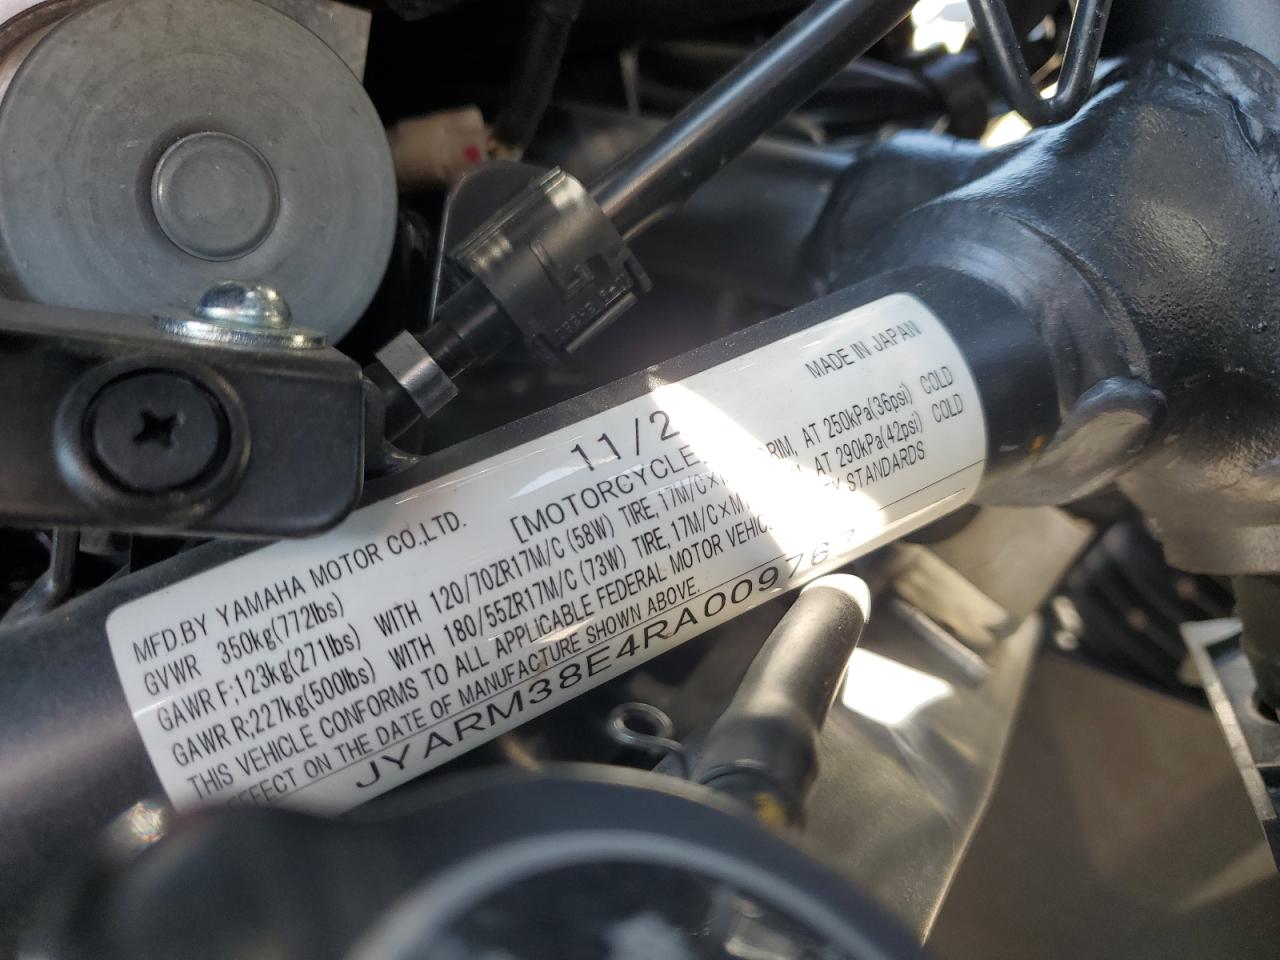 MADE IN JAPAN
11/2
MFD.BY YAMAHA MOTOR CO.,LTD. [MOTORCYCLE
GVWR 350kg(772lbs)
GAWR F;123kg(271lbs) WITH 120/70ZR17M/C (58W) TIRE, 17M/C×M RIM, AT 250kPa(36psi) COLD
GAWR R;227kg(500lbs) WITH 180/55ZR17M/C (73W) TIRE, 17M/C×M AT 290kPa(42psi) COLD
THIS VEHICLE CONFORMS TO ALL APPLICABLE FEDERAL MOTOR STANDARDS
EFFECT ON THE DATE OF MANUFACTURE SHOWN ABOVE.
JYARM38E4RA00976